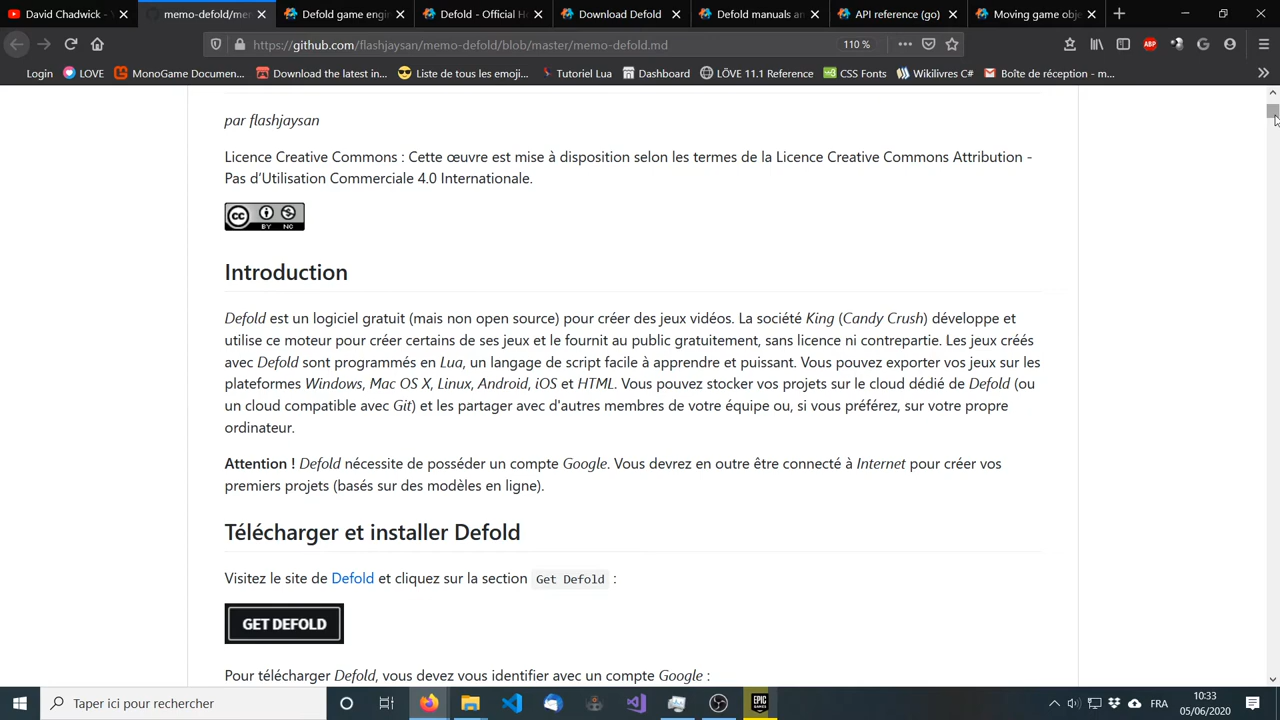 David Chadwick - Y
memo-defold/mer
Defold game engin
Defold - Official Ho
Download Defold
Defold manuals an
API reference (go)
Moving game obje
https://github.com/flashjaysan/memo-defold/blob/master/memo-defold.md
110 %
Login
LOVE
MonoGame Documen...
Download the latest in...
Liste de tous les emoji...
Tutoriel Lua
Dashboard
LÖVE 11.1 Reference
CSS Fonts
Wikilivres C#
Boîte de réception - m...
par flashjaysan
Licence Creative Commons : Cette œuvre est mise à disposition selon les termes de la Licence Creative Commons Attribution -
Pas d’Utilisation Commerciale 4.0 Internationale.
cc
BY NC
Introduction
Defold est un logiciel gratuit (mais non open source) pour créer des jeux vidéos. La société King (Candy Crush) développe et
utilise ce moteur pour créer certains de ses jeux et le fournit au public gratuitement, sans licence ni contrepartie. Les jeux créés
avec Defold sont programmés en Lua, un langage de script facile à apprendre et puissant. Vous pouvez exporter vos jeux sur les
plateformes Windows, Mac OS X, Linux, Android, iOS et HTML. Vous pouvez stocker vos projets sur le cloud dédié de Defold (ou
un cloud compatible avec Git) et les partager avec d'autres membres de votre équipe ou, si vous préférez, sur votre propre
ordinateur.
Attention ! Defold nécessite de posséder un compte Google. Vous devrez en outre être connecté à Internet pour créer vos
premiers projets (basés sur des modèles en ligne).
Télécharger et installer Defold
Visitez le site de Defold et cliquez sur la section Get Defold :
GET DEFOLD
Pour télécharger Defold, vous devez vous identifier avec un compte Google :
Taper ici pour rechercher
FRA
10:33
05/06/2020